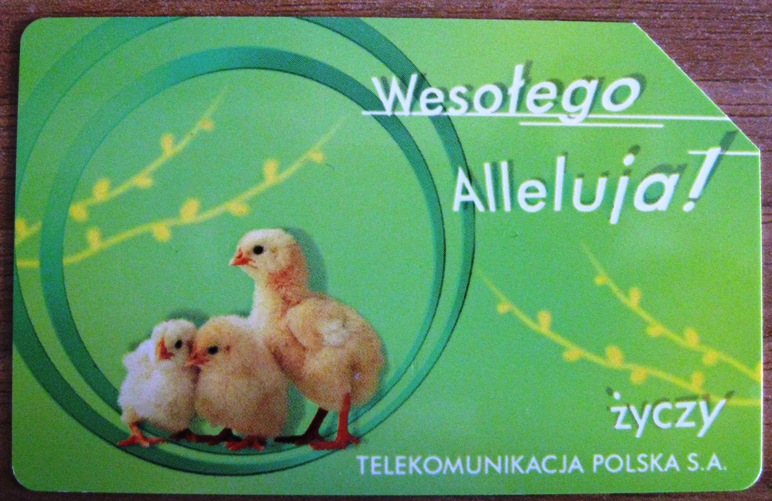 Wesołego
Alleluja!
życzy
TELEKOMUNIKACJA POLSKA S.A.